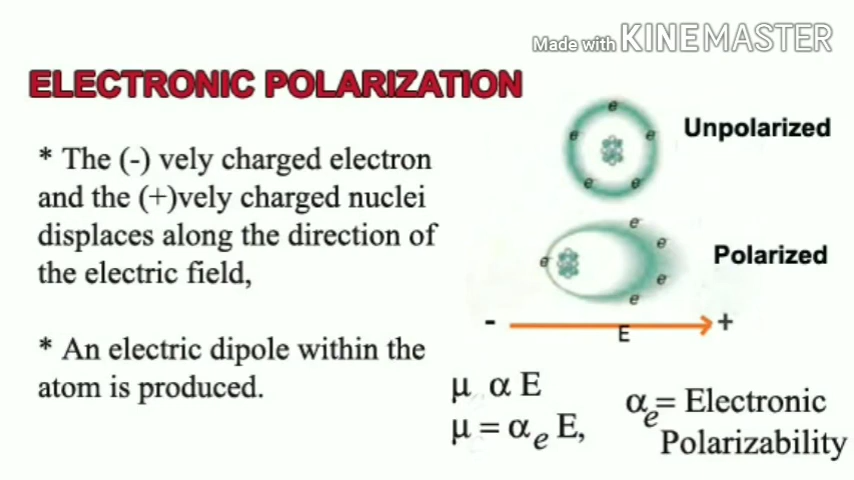 Made with KINEMASTER
ELECTRONIC POLARIZATION
* The (-) vely charged electron
and the (+)vely charged nuclei
displaces along the direction of
the electric field,
* An electric dipole within the
atom is produced.
e⁻
e⁻ e⁻
e⁻ e⁻
Unpolarized
e⁻
e⁻
e⁻
e⁻
e⁻
Polarized
- +
E
μ α E
μ = αₑ E,
αₑ= Electronic
Polarizability